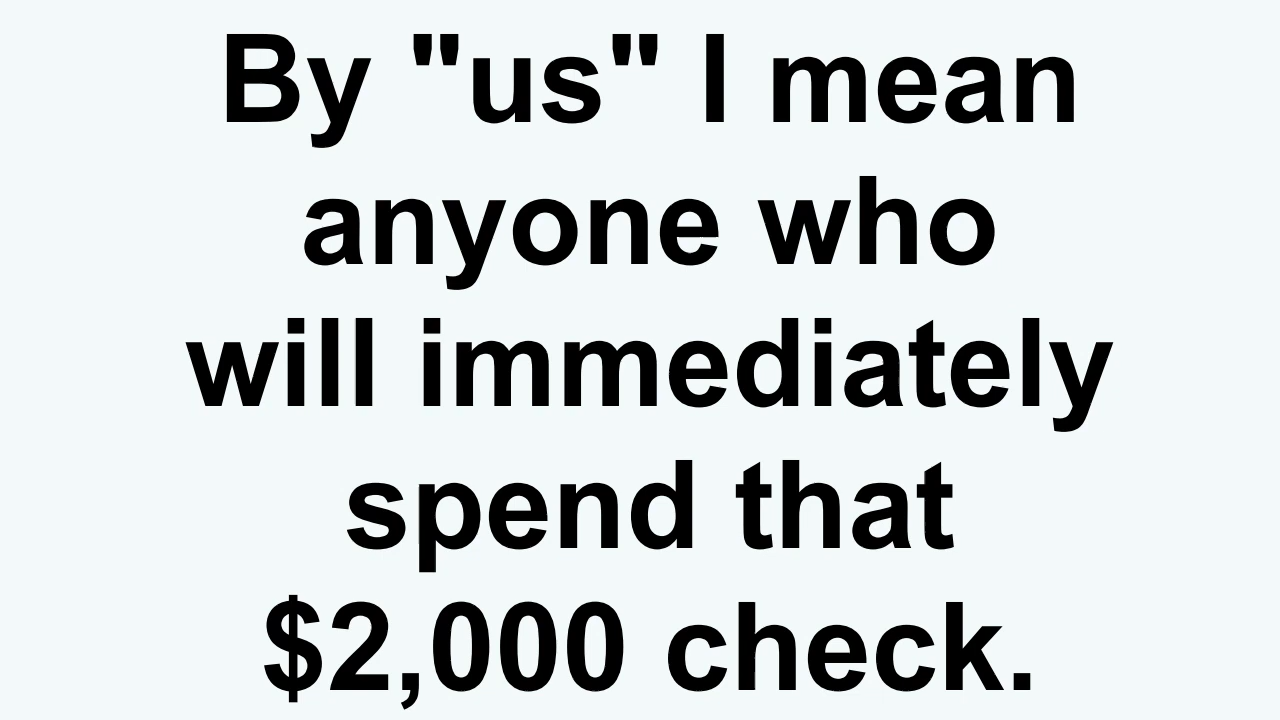 By "us" I mean
anyone who
will immediately
spend that
$2,000 check.